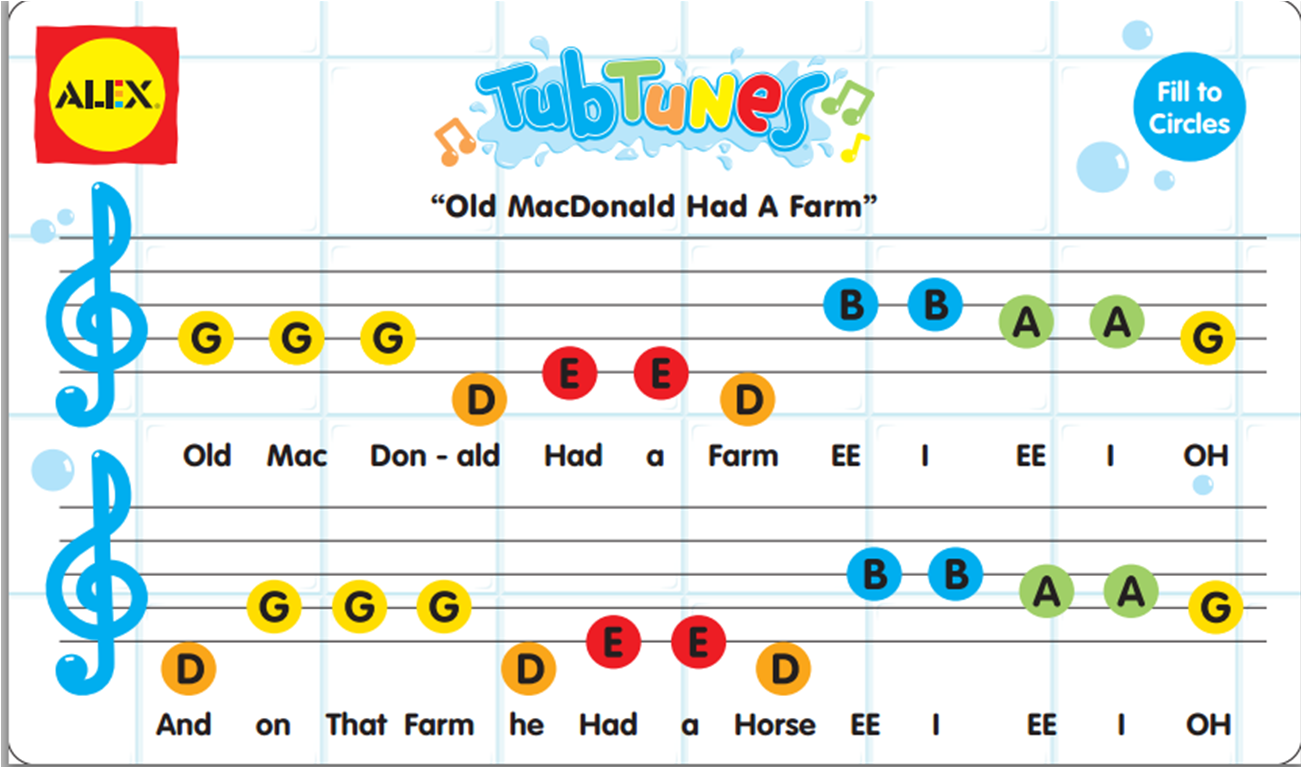 ALEX.
TubTunes
Fill to
Circles
“Old MacDonald Had A Farm”
G G G D E E D B B A A G
Old Mac Don - ald Had a Farm EE I EE I OH
D G G G D E E D B B A A G
And on That Farm he Had a Horse EE I EE I OH